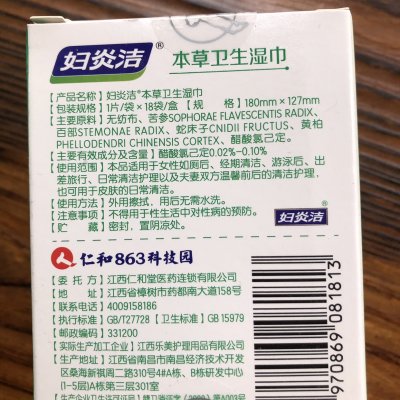 妇炎洁® 本草卫生湿巾
【产品名称】妇炎洁®本草卫生湿巾
【包装规格】1片/袋×18袋/盒【规 格】180mm×127mm
【主要原料】无纺布、苦参SOPHORAE FLAVESCENTIS RADIX、
百部STEMONAE RADIX、蛇床子CNIDII FRUCTUS、黄柏
PHELLODENDRI CHINENSIS CORTEX、醋酸氯己定。
【主要有效成分及含量】醋酸氯己定0.02%-0.10%
【使用范围】本品适用于女性如厕后、经期清洁、游泳后、出
差旅行、日常清洁护理以及夫妻双方温馨前后的清洁护理,
也可用于皮肤的日常清洁。
【使用方法】外用擦拭，用后无需水洗。
【注意事项】不得用于性生活中对性病的预防。
【贮 藏】密封，置阴凉处。
妇炎洁®
仁和863科技园
【委托方】江西仁和堂医药连锁有限公司
【地 址】江西省樟树市药都南大道158号
【联系电话】4009158186
【执行标准】GB/T27728【卫生标准】GB 15979
【邮政编码】331200
【实际生产加工企业】江西乐美护理用品有限公司
【生产地址】江西省南昌市南昌经济技术开发
区桑海新祺周二路310号4#A栋、B栋研发中心
(1-5层)A栋第三层301室
970869 081813